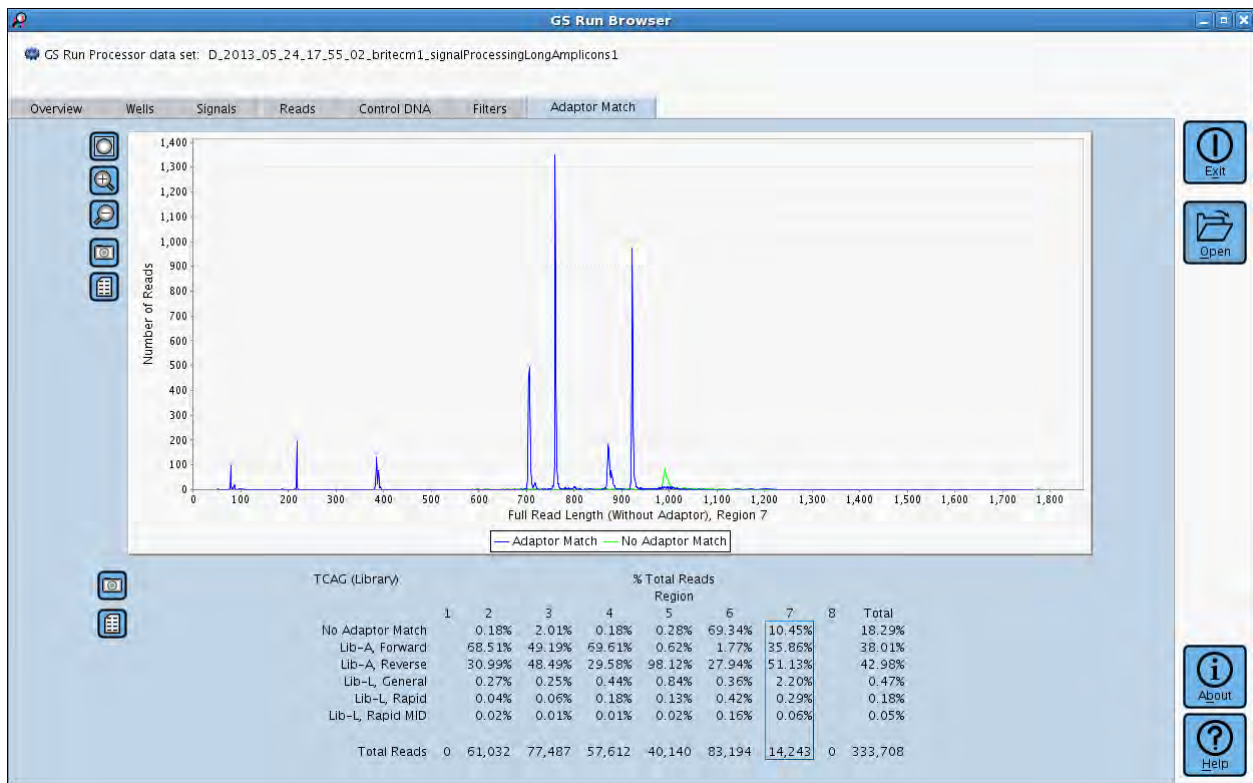 GS Run Browser
GS Run Processor data set: D_2013_05_24_17_55_02_britecm1_signalProcessingLongAmplicons1
Overview Wells Signals Reads Control DNA Filters Adaptor Match
1,400
1,300
1,200
1,100
1,000
900
800
700
600
500
400
300
200
100
0
Number of Reads
0 100 200 300 400 500 600 700 800 900 1,000 1,100 1,200 1,300 1,400 1,500 1,600 1,700 1,800
Full Read Length (Without Adaptor), Region 7
Adaptor Match No Adaptor Match
Exit
Open
TCAG (Library) % Total Reads
Region
1 2 3 4 5 6 7 8 Total
No Adaptor Match 0.18% 2.01% 0.18% 0.28% 69.34% 10.45% 18.29%
Lib-A, Forward 68.51% 49.19% 69.61% 0.62% 1.77% 35.86% 38.01%
Lib-A, Reverse 30.99% 48.49% 29.58% 98.12% 27.94% 51.13% 42.98%
Lib-L, General 0.27% 0.25% 0.44% 0.84% 0.36% 2.20% 0.47%
Lib-L, Rapid 0.04% 0.06% 0.18% 0.13% 0.42% 0.29% 0.18%
Lib-L, Rapid MID 0.02% 0.01% 0.01% 0.02% 0.16% 0.06% 0.05%
Total Reads 0 61,032 77,487 57,612 40,140 83,194 14,243 0 333,708
About
Help